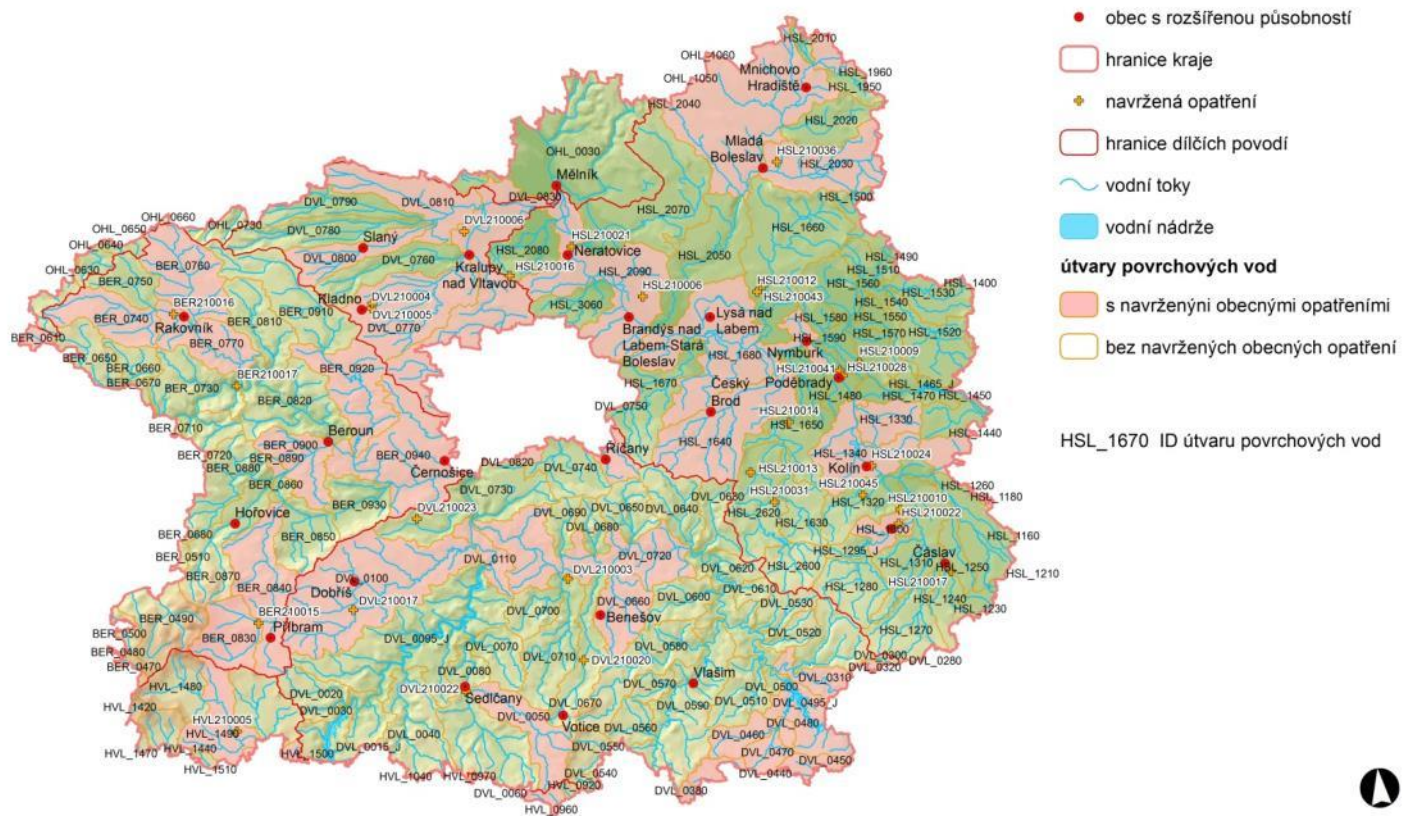 obec s rozšířenou působností
hranice kraje
navržená opatření
hranice dílčích povodí
vodní toky
vodní nádrže
útvary povrchových vod
s navrženýni obecnými opatřeními
bez navržených obecných opatření
HSL_1670 ID útvaru povrchových vod
HSL_2010
OHL_1060
Mnichovo
Hradiště
HSL_1960
OHL_1050
HSL_1950
HSL_2040
HSL_2020
Mladá
Boleslav
HSL210036
OHL_0030
HSL_2030
Mělník
DVL_0830
HSL_1500
DVL_0790
DVL_0810
HSL_2070
OHL_0660
OHL_0730
DVL210006
HSL_1660
OHL_0650
DVL_0780
HSL210021
OHL_0640
Slaný
HSL_2080
Neratovice
HSL_2050
HSL_1490
DVL_0800
DVL_0760
Kralupy
nad Vltavou
HSL210016
HSL_2090
HSL_1510
OHL_0630
BER_0760
HSL_1560
HSL_1400
BER_0750
HSL210012
HSL_1530
HSL210006
HSL210043
BER210016
Kladno
DVL210004
HSL_3060
HSL_1540
BER_0740
BER_0910
DVL210005
Lysá nad
Labem
HSL_1580
HSL_1550
BER_0810
Rakovník
DVL_0770
Brandýs nad
Labem-Stará
Boleslav
HSL_1570
HSL_1520
BER_0610
BER_0770
HSL_1590
BER_0650
Nymburk
HSL_1680
HSL210009
BER_0660
BER_0920
HSL210041
HSL210028
BER_0670
BER210017
HSL_1670
Český
Brod
Poděbrady
HSL_1465_J
BER_0730
HSL_1480
HSL_1470
HSL_1450
BER_0820
DVL_0750
HSL210014
HSL_1330
BER_0710
HSL_1650
HSL_1440
Beroun
BER_0900
HSL_1640
BER_0720
BER_0890
BER_0940
Říčany
HSL_1340
BER_0880
Černošice
DVL_0820
DVL_0740
HSL210013
Kolín
HSL210024
BER_0860
DVL_0730
DVL_0630
HSL210045
HSL_1260
HSL_1180
BER_0930
DVL210023
DVL_0690
DVL_0650
DVL_0640
HSL210031
HSL_1320
HSL210010
Hořovice
HSL_2620
HSL_1630
HSL210022
BER_0680
DVL_0680
HSL_1160
BER_0850
HSL_1295_J
BER_0510
DVL_0110
DVL_0720
DVL_0620
HSL_2600
HSL_1310
Čáslav
HSL_1250
HSL_1210
BER_0870
DVL_0100
DVL210003
DVL_0610
HSL210017
BER_0840
Dobříš
DVL_0600
HSL_1280
HSL_1240
DVL_0660
DVL_0530
HSL_1230
BER210015
DVL210017
DVL_0700
Benešov
BER_0490
HSL_1270
BER_0500
BER_0830
Příbram
DVL_0095_J
DVL_0520
BER_0480
DVL_0070
DVL_0580
DVL_0300
BER_0470
DVL_0710
DVL210020
DVL_0320
DVL_0280
DVL_0080
Vlašim
DVL_0310
HVL_1480
DVL_0020
DVL210022
Sedlčany
DVL_0570
DVL_0500
HVL_1420
DVL_0030
DVL_0670
DVL_0590
DVL_0510
DVL_0495_J
HVL210005
DVL_0050
Votice
DVL_0560
DVL_0480
HVL_1490
DVL_0040
DVL_0460
HVL_1470
HVL_1440
HVL_1500
DVL_0015_J
DVL_0550
DVL_0470
DVL_0450
HVL_1510
HVL_1040
HVL_0970
DVL_0540
DVL_0440
HVL_0920
DVL_0060
DVL_0380
HVL_0960